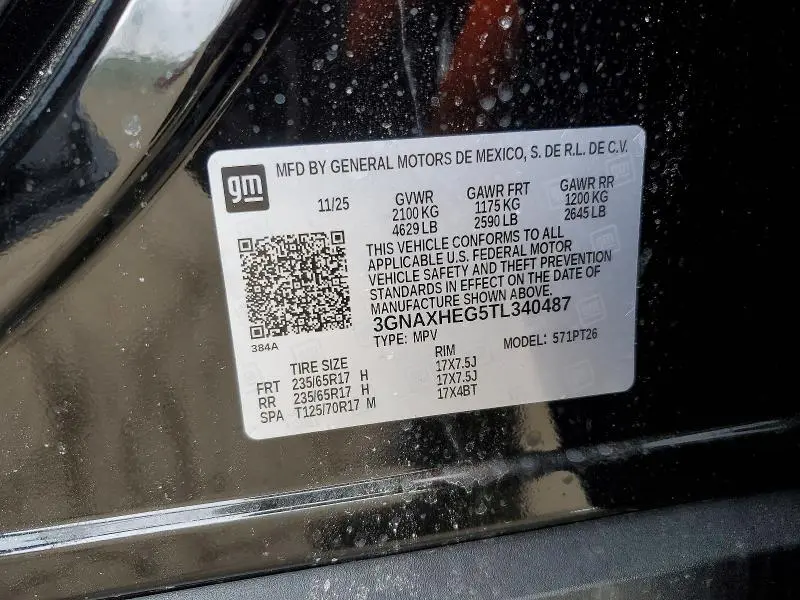 gm
MFD BY GENERAL MOTORS DE MEXICO, S. DE R.L. DE C.V.
11/25 GVWR GAWR FRT GAWR RR
2100 KG 1175 KG 1200 KG
4629 LB 2590 LB 2645 LB
THIS VEHICLE CONFORMS TO ALL
APPLICABLE U.S. FEDERAL MOTOR
VEHICLE SAFETY AND THEFT PREVENTION
STANDARDS IN EFFECT ON THE DATE OF
MANUFACTURE SHOWN ABOVE.
3GNAXHEG5TL340487
384A
TYPE: MPV MODEL: 571PT26
TIRE SIZE RIM
FRT 235/65R17 H 17X7.5J
RR 235/65R17 H 17X7.5J
SPA T125/70R17 M 17X4BT